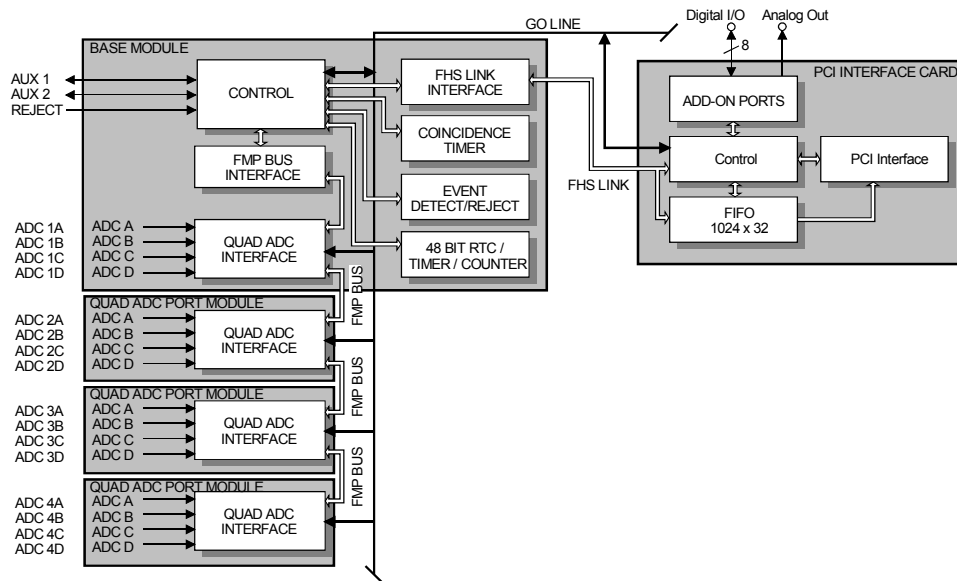 GO LINE
Digital I/O
Analog Out
8
BASE MODULE
AUX 1
AUX 2
REJECT
CONTROL
FHS LINK
INTERFACE
COINCIDENCE
TIMER
FMP BUS
INTERFACE
EVENT
DETECT/REJECT
48 BIT RTC /
TIMER / COUNTER
ADC 1A
ADC 1B
ADC 1C
ADC 1D
ADC A
ADC B
ADC C
ADC D
QUAD ADC
INTERFACE
FMP BUS
PCI INTERFACE CARD
ADD-ON PORTS
Control
PCI Interface
FIFO
1024 x 32
FHS LINK
QUAD ADC PORT MODULE
ADC 2A
ADC 2B
ADC 2C
ADC 2D
ADC A
ADC B
ADC C
ADC D
QUAD ADC
INTERFACE
FMP BUS
QUAD ADC PORT MODULE
ADC 3A
ADC 3B
ADC 3C
ADC 3D
ADC A
ADC B
ADC C
ADC D
QUAD ADC
INTERFACE
FMP BUS
QUAD ADC PORT MODULE
ADC 4A
ADC 4B
ADC 4C
ADC 4D
ADC A
ADC B
ADC C
ADC D
QUAD ADC
INTERFACE